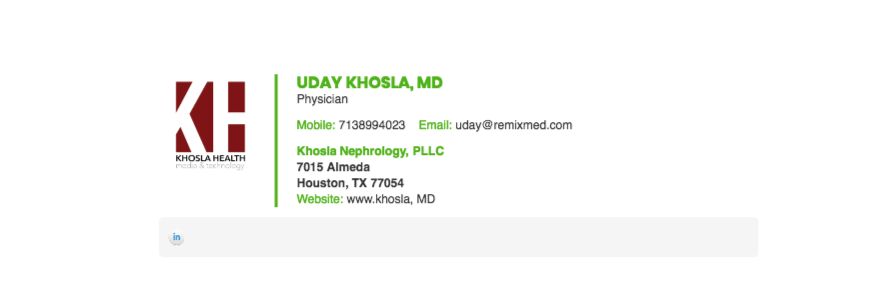 KH
KHOSLA HEALTH
media & technology
UDAY KHOSLA, MD
Physician
Mobile: 7138994023 Email: uday@remixmed.com
Khosla Nephrology, PLLC
7015 Almeda
Houston, TX 77054
Website: www.khosla, MD
in